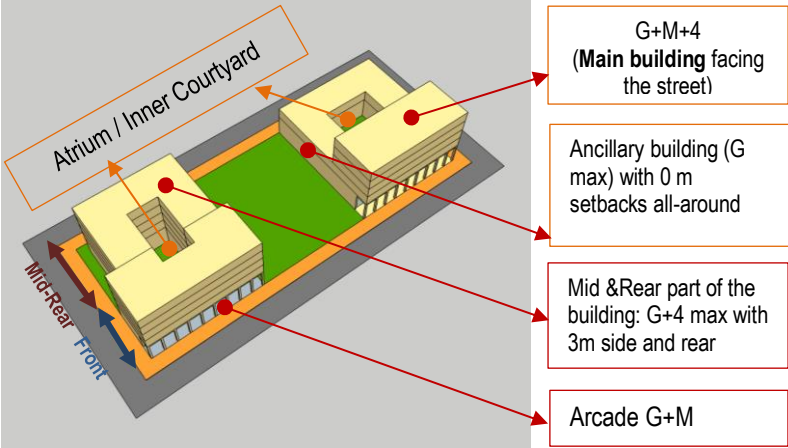 G+M+4
(Main building facing
the street)
Atrium / Inner Courtyard
Ancillary building (G
max) with 0 m
setbacks all-around
Mid &Rear part of the
building: G+4 max with
3m side and rear
Mid-Rear
Front
Arcade G+M